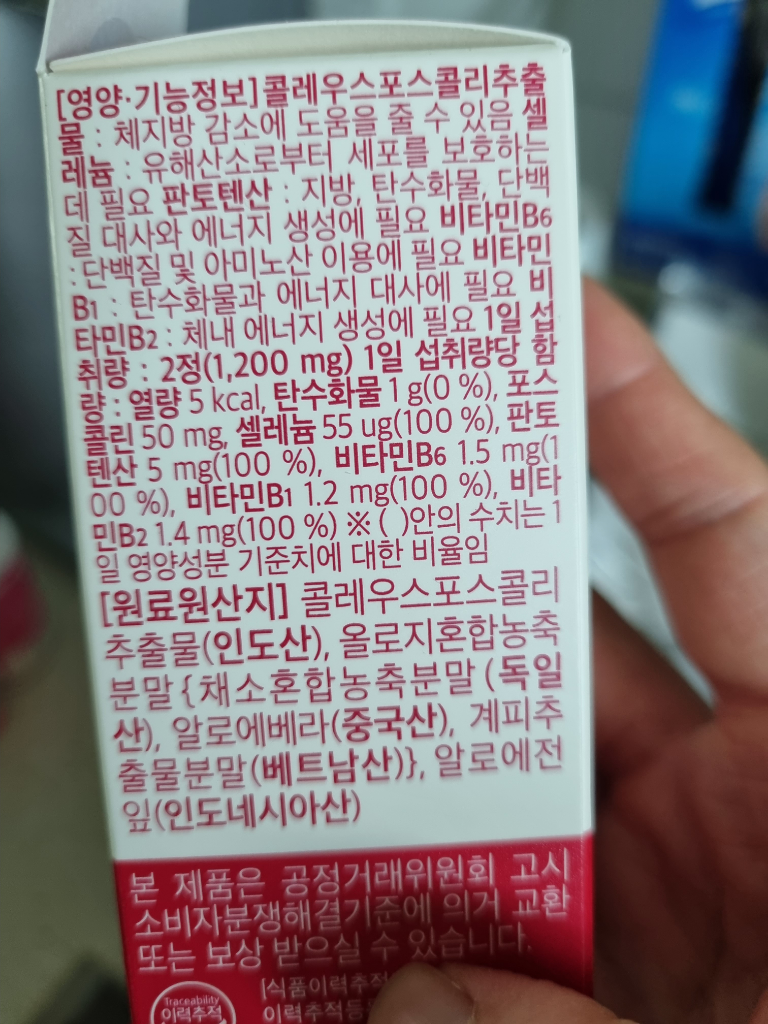 [영양·기능정보] 콜레우스포스콜리추출
물 : 체지방 감소에 도움을 줄 수 있음 셀
레늄 : 유해산소로부터 세포를 보호하는
데 필요 판토텐산 : 지방, 탄수화물, 단백
질 대사와 에너지 생성에 필요 비타민B6
: 단백질 및 아미노산 이용에 필요 비타민
B1 : 탄수화물과 에너지 대사에 필요 비
타민B2 : 체내 에너지 생성에 필요 1일 섭
취량 : 2정(1,200 mg) 1일 섭취량당 함
량 : 열량 5 kcal, 탄수화물 1 g(0 %), 포스
콜린 50 mg, 셀레늄 55 ug(100 %), 판토
텐산 5 mg(100 %), 비타민B6 1.5 mg(1
00 %), 비타민B1 1.2 mg(100 %), 비타
민B2 1.4 mg(100 %) ※ ( )안의 수치는 1
일 영양성분 기준치에 대한 비율임
[원료원산지] 콜레우스포스콜리
추출물(인도산), 올로지혼합농축
분말 {채소혼합농축분말 (독일
산), 알로에베라(중국산), 계피추
출물분말(베트남산)}, 알로에전
잎(인도네시아산)
본 제품은 공정거래위원회 고시
소비자분쟁해결기준에 의거 교환
또는 보상 받으실 수 있습니다.
Traceability
이력추적
[식품이력추적
이력추적등